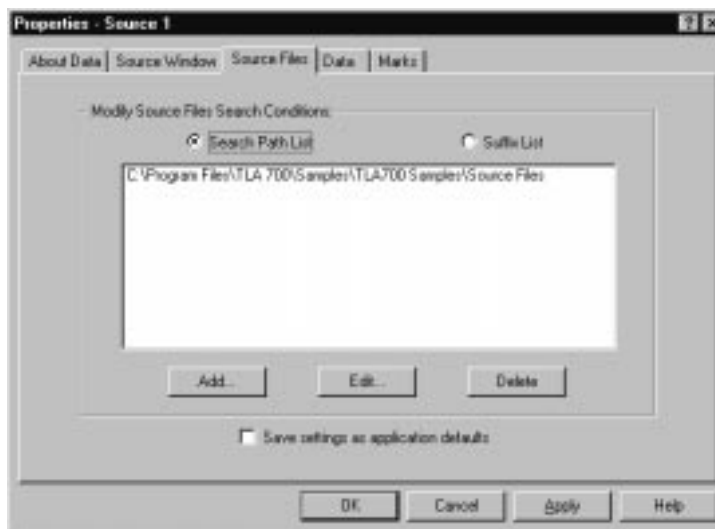 Properties - Source 1
About Data Source Window Source Files Data Marks
Modify Source Files Search Conditions:
Search Path List Suffix List
C:\Program Files\TLA 700\Samples\TLA700 Samples\Source Files
Add... Edit... Delete
Save settings as application defaults
OK Cancel Apply Help